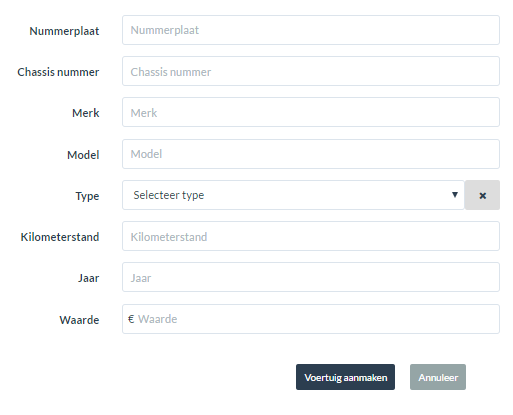 Nummerplaat Nummerplaat
Chassis nummer Chassis nummer
Merk Merk
Model Model
Type Selecteer type ▼ ×
Kilometerstand Kilometerstand
Jaar Jaar
Waarde € Waarde
Voertuig aanmaken Annuleer